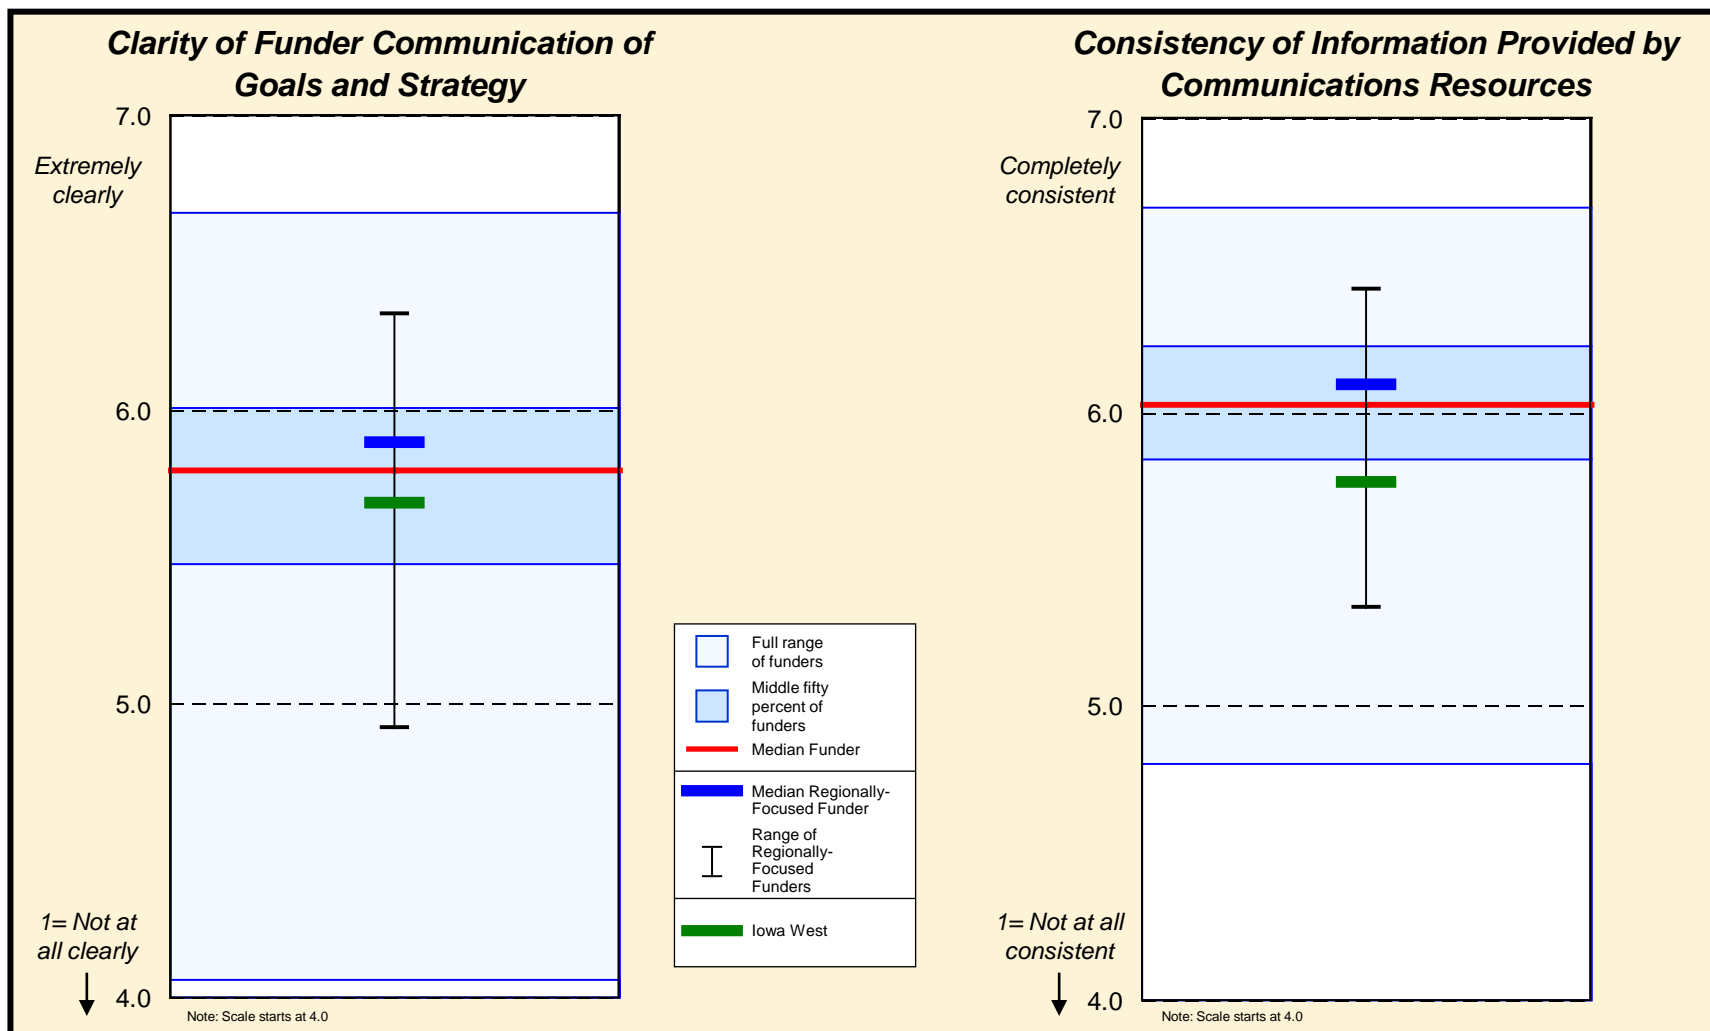 Clarity of Funder Communication of
Goals and Strategy
7.0
Extremely
clearly
6.0
5.0
1= Not at
all clearly
4.0
Note: Scale starts at 4.0
Full range
of funders
Middle fifty
percent of
funders
Median Funder
Median Regionally-
Focused Funder
Range of
Regionally-
Focused
Funders
Iowa West
Consistency of Information Provided by
Communications Resources
7.0
Completely
consistent
6.0
5.0
1= Not at all
consistent
4.0
Note: Scale starts at 4.0